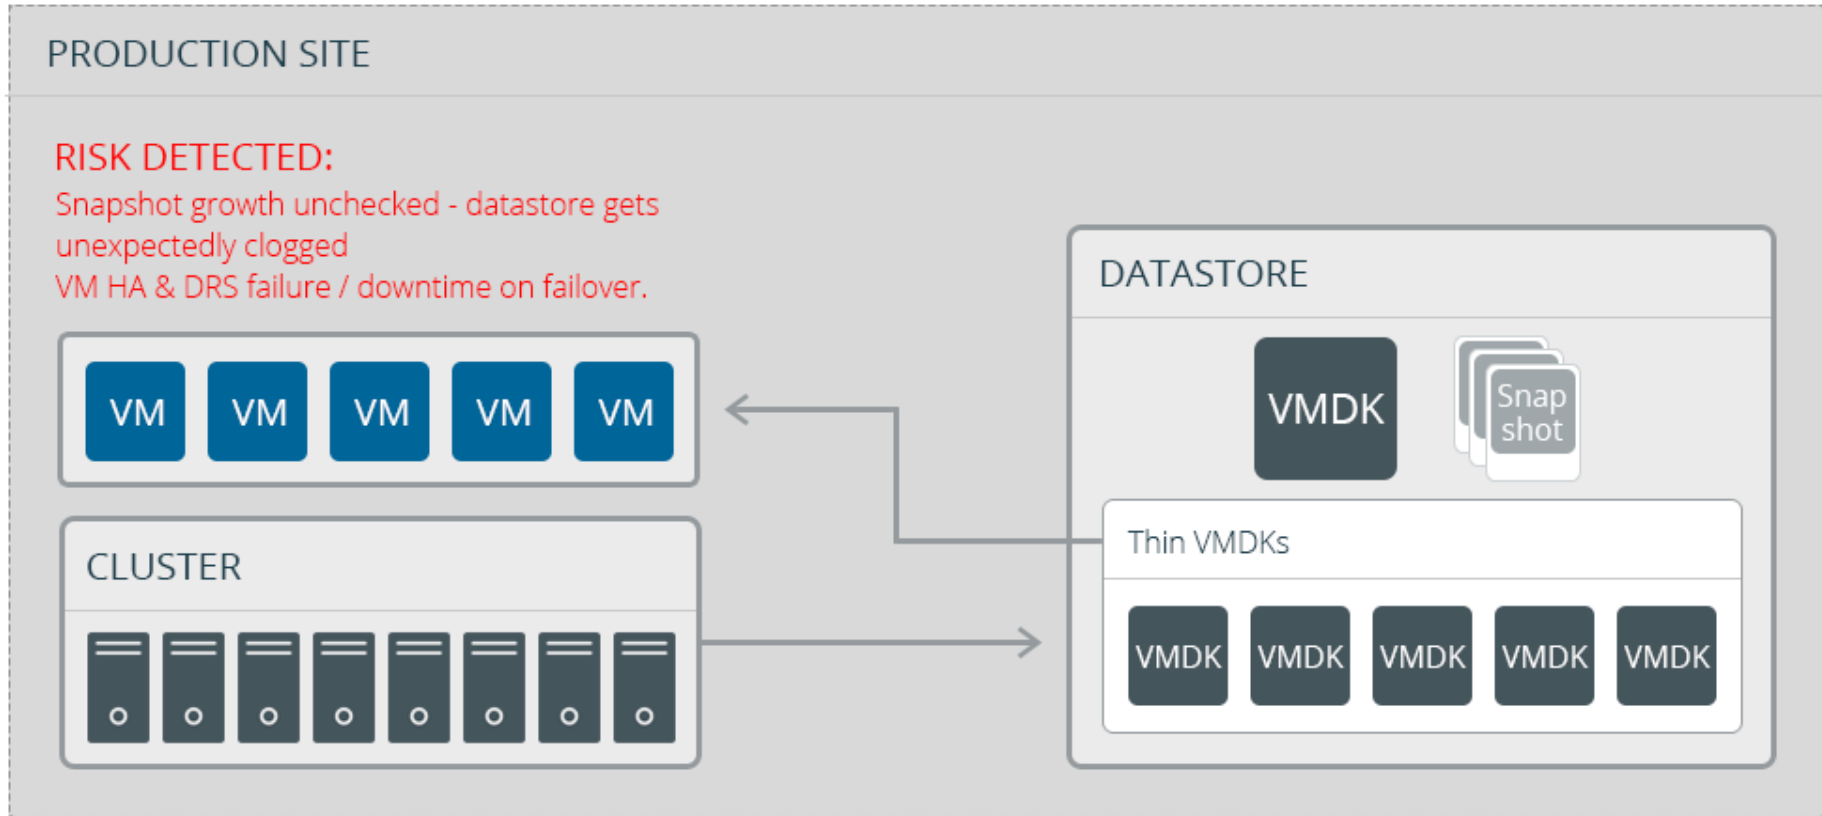 PRODUCTION SITE
RISK DETECTED:
Snapshot growth unchecked - datastore gets
unexpectedly clogged
VM HA & DRS failure / downtime on failover.
VM VM VM VM VM
CLUSTER
DATASTORE
VMDK
Snap
shot
Thin VMDKs
VMDK VMDK VMDK VMDK VMDK